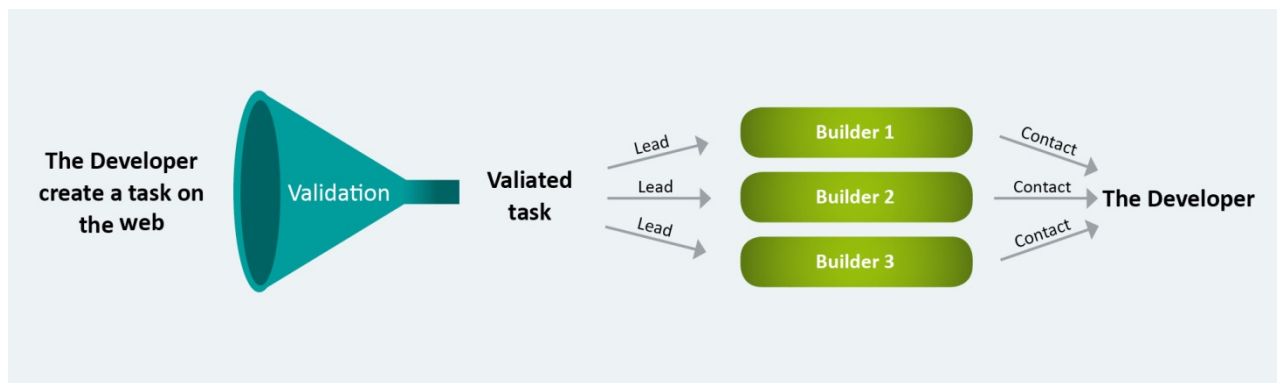 The Developer
create a task on
the web
Validation
Valiated
task
Lead
Lead
Lead
Builder 1
Builder 2
Builder 3
Contact
Contact
Contact
The Developer